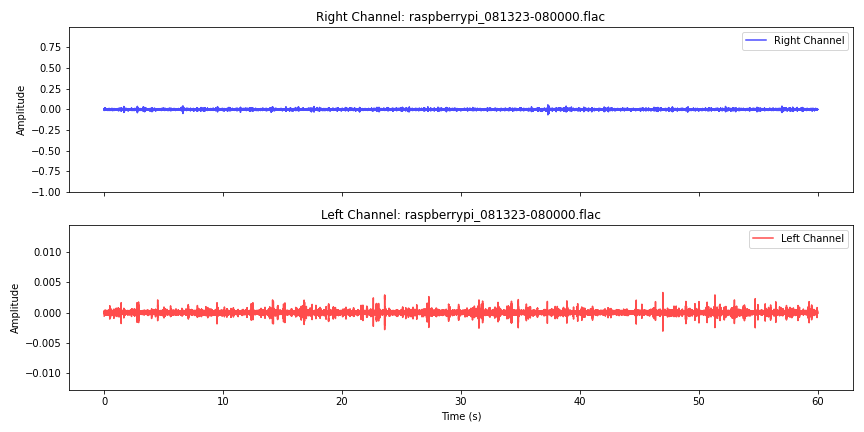 Right Channel: raspberrypi_081323-080000.flac
Right Channel
0.75
0.50
0.25
0.00
−0.25
−0.50
−0.75
−1.00
Amplitude
Left Channel: raspberrypi_081323-080000.flac
Left Channel
0.010
0.005
0.000
−0.005
−0.010
Amplitude
0 10 20 30 40 50 60
Time (s)